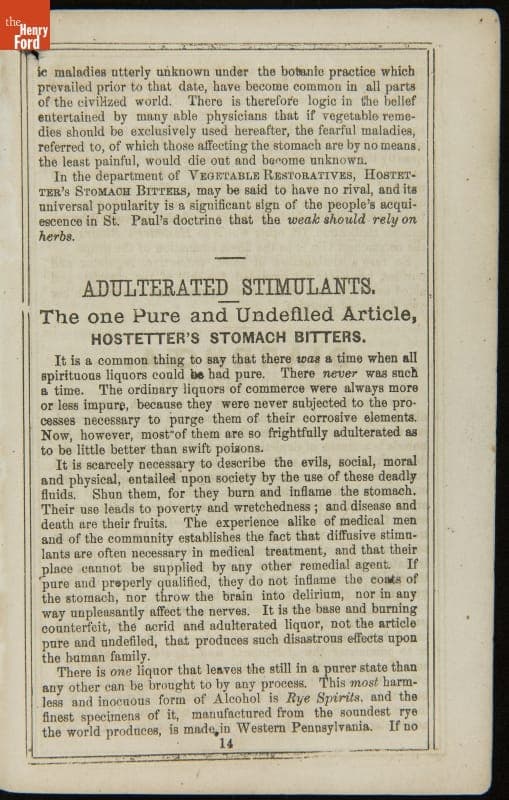 the
Henry
Ford
ic maladies utterly unknown under the botanic practice which
prevailed prior to that date, have become common in all parts
of the civilized world. There is therefore logic in the belief
entertained by many able physicians that if vegetable reme-
dies should be exclusively used hereafter, the fearful maladies,
referred to, of which those affecting the stomach are by no means,
the least painful, would die out and become unknown.
In the department of VEGETABLE RESTORATIVES, HOSTET-
TER'S STOMACH BITTERS, may be said to have no rival, and its
universal popularity is a significant sign of the people's acqui-
escence in St. Paul's doctrine that the weak should rely on
herbs.
ADULTERATED STIMULANTS.
The one Pure and Undefiled Article,
HOSTETTER'S STOMACH BITTERS.
It is a common thing to say that there was a time when all
spirituous liquors could be had pure. There never was such
a time. The ordinary liquors of commerce were always more
or less impure, because they were never subjected to the pro-
cesses necessary to purge them of their corrosive elements.
Now, however, most of them are so frightfully adulterated as
to be little better than swift poisons.
It is scarcely necessary to describe the evils, social, moral
and physical, entailed upon society by the use of these deadly
fluids. Shun them, for they burn and inflame the stomach.
Their use leads to poverty and wretchedness; and disease and
death are their fruits. The experience alike of medical men
and of the community establishes the fact that diffusive stimu-
lants are often necessary in medical treatment, and that their
place cannot be supplied by any other remedial agent. If
pure and properly qualified, they do not inflame the coats of
the stomach, nor throw the brain into delirium, nor in any
way unpleasantly affect the nerves. It is the base and burning
counterfeit, the acrid and adulterated liquor, not the article
pure and undefiled, that produces such disastrous effects upon
the human family.
There is one liquor that leaves the still in a purer state than
any other can be brought to by any process. This most harm-
less and inocuous form of Alcohol is Rye Spirits, and the
finest specimens of it, manufactured from the soundest rye
the world produces, is made in Western Pennsylvania. If no
14